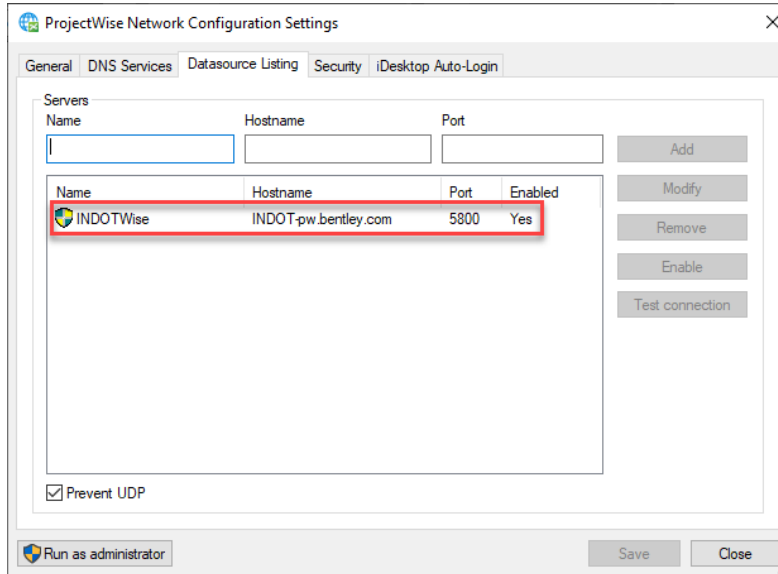 ProjectWise Network Configuration Settings
General DNS Services Datasource Listing Security iDesktop Auto-Login
Servers
Name Hostname Port
Add
Name Hostname Port Enabled
Modify
INDOTWise INDOT-pw.bentley.com 5800 Yes
Remove
Enable
Test connection
Prevent UDP
Run as administrator Save Close